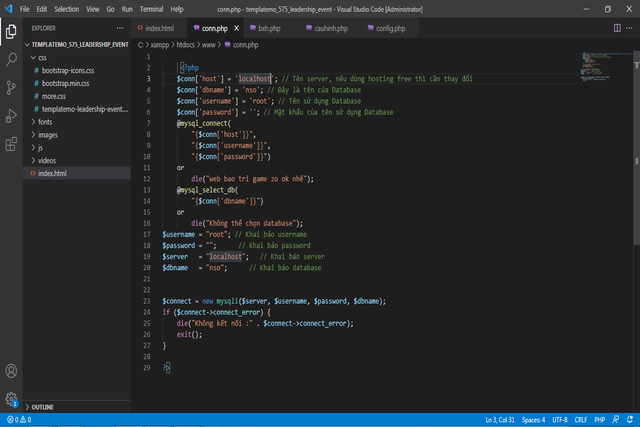 File Edit Selection View Go Run Terminal Help
conn.php - templatemo_575_leadership_event - Visual Studio Code [Administrator]
EXPLORER
TEMPLATEMO_575_LEADERSHIP_EVENT
css
bootstrap-icons.css
bootstrap.min.css
more.css
templatemo-leadership-event...
fonts
images
js
videos
index.html
OUTLINE
index.html
conn.php
bxh.php
cauhinh.php
config.php
C: > xampp > htdocs > www > conn.php
1
2 <?php
3 $conn['host'] = 'localhost'; // Tên server, nếu dùng hosting free thì cần thay đổi
4 $conn['dbname'] = 'nso'; // Đây là tên của Database
5 $conn['username'] = 'root'; // Tên sử dụng Database
6 $conn['password'] = ''; // Mật khẩu của tên sử dụng Database
7 @mysql_connect(
8 "{$conn['host']}",
9 "{$conn['username']}",
10 "{$conn['password']}")
11 or
12 die("web bao tri game zo ok nhé");
13 @mysql_select_db(
14 "{$conn['dbname']}")
15 or
16 die("Không thể chọn database");
17 $username = "root"; // Khai báo username
18 $password = ""; // Khai báo password
19 $server = "localhost"; // Khai báo server
20 $dbname = "nso"; // Khai báo database
21
22
23 $connect = new mysqli($server, $username, $password, $dbname);
24 if ($connect->connect_error) {
25 die("Không kết nối :" . $connect->connect_error);
26 exit();
27 }
28
29 ?>
0 0
Ln 3, Col 31
Spaces: 4
UTF-8
CRLF
PHP